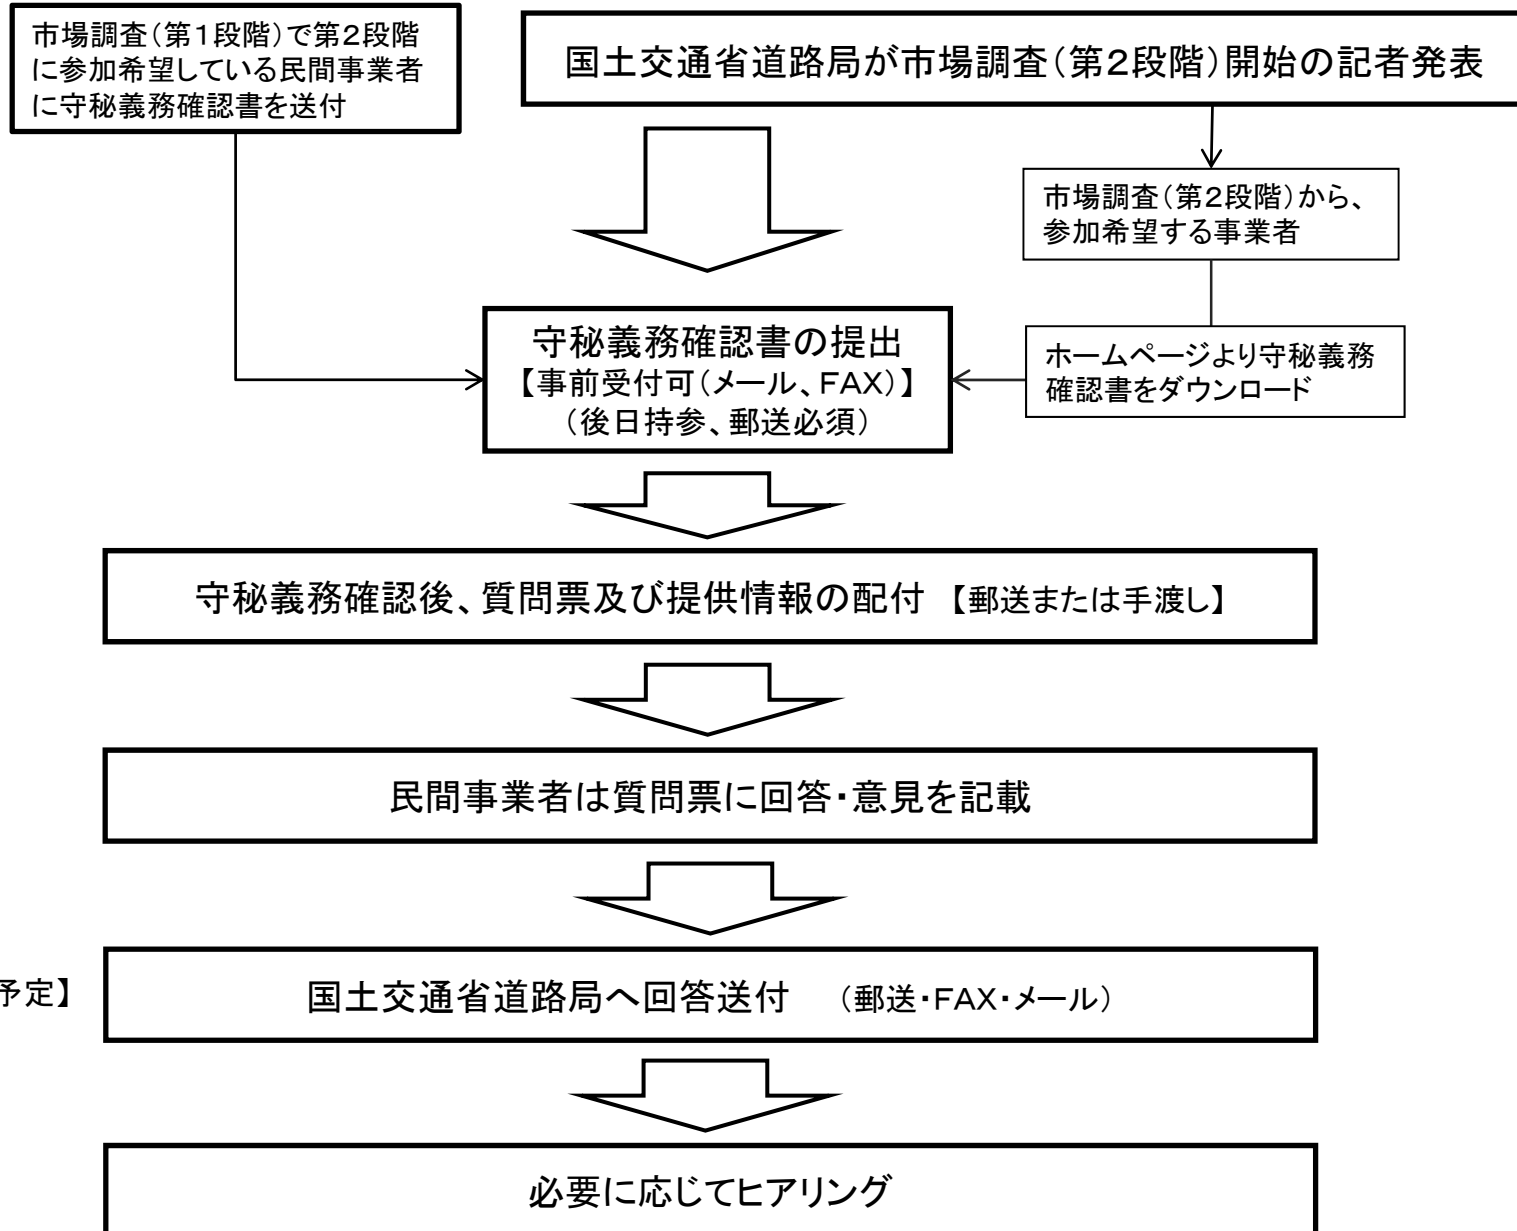 市場調査(第1段階)で第2段階
に参加希望している民間事業者
に守秘義務確認書を送付
国土交通省道路局が市場調査(第2段階)開始の記者発表
市場調査(第2段階)から、
参加希望する事業者
守秘義務確認書の提出
【事前受付可(メール、FAX)】
(後日持参、郵送必須)
ホームページより守秘義務
確認書をダウンロード
守秘義務確認後、質問票及び提供情報の配付 【郵送または手渡し】
民間事業者は質問票に回答・意見を記載
予定】
国土交通省道路局へ回答送付 (郵送・FAX・メール)
必要に応じてヒアリング